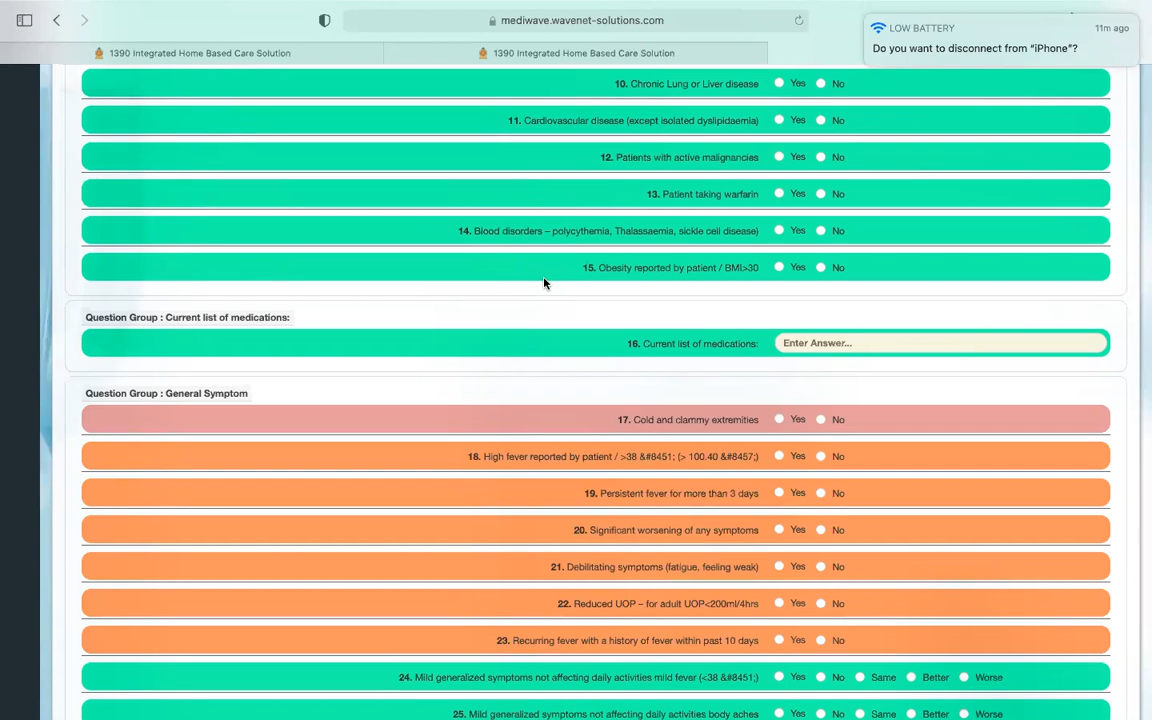 mediwave.wavenet-solutions.com
LOW BATTERY
11m ago
Do you want to disconnect from “iPhone”?
1390 Integrated Home Based Care Solution
1390 Integrated Home Based Care Solution
10. Chronic Lung or Liver disease Yes No
11. Cardiovascular disease (except isolated dyslipidaemia) Yes No
12. Patients with active malignancies Yes No
13. Patient taking warfarin Yes No
14. Blood disorders – polycythemia, Thalassaemia, sickle cell disease) Yes No
15. Obesity reported by patient / BMI>30 Yes No
Question Group : Current list of medications:
16. Current list of medications: Enter Answer...
Question Group : General Symptom
17. Cold and clammy extremities Yes No
18. High fever reported by patient / >38 &#8451; (> 100.40 &#8457;) Yes No
19. Persistent fever for more than 3 days Yes No
20. Significant worsening of any symptoms Yes No
21. Debilitating symptoms (fatigue, feeling weak) Yes No
22. Reduced UOP – for adult UOP<200ml/4hrs Yes No
23. Recurring fever with a history of fever within past 10 days Yes No
24. Mild generalized symptoms not affecting daily activities mild fever (<38 &#8451;) Yes No Same Better Worse
25. Mild generalized symptoms not affecting daily activities body aches Yes No Same Better Worse